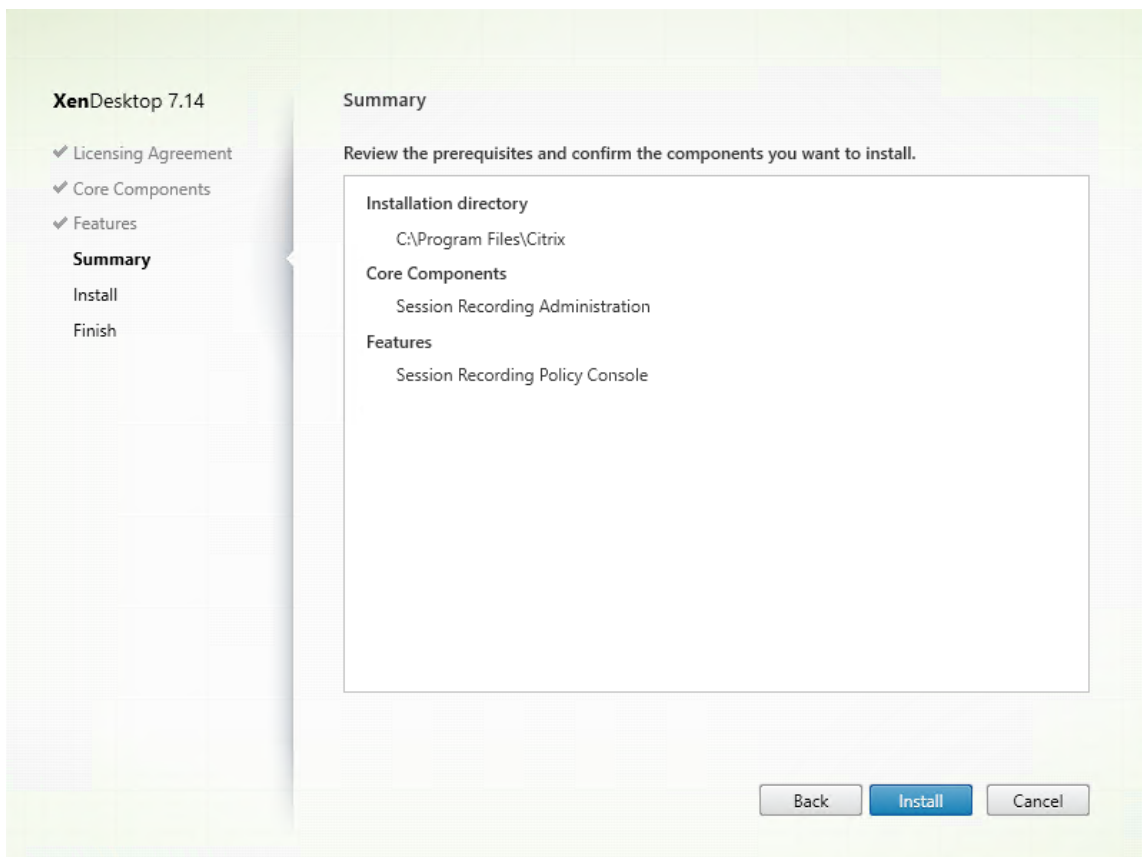 XenDesktop 7.14
Licensing Agreement
Core Components
Features
Summary
Install
Finish
Summary
Review the prerequisites and confirm the components you want to install.
Installation directory
C:\Program Files\Citrix
Core Components
Session Recording Administration
Features
Session Recording Policy Console
Back
Install
Cancel